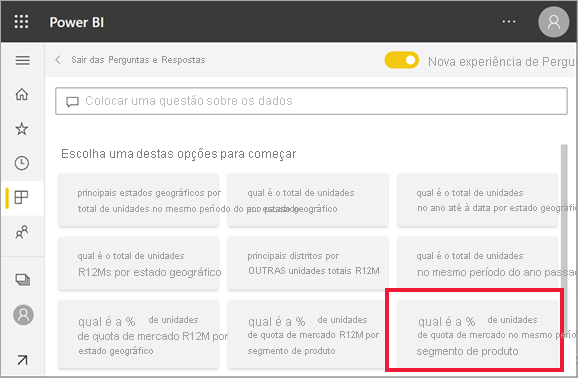 Power BI
Sair das Perguntas e Respostas
Nova experiência de Pergu
Colocar uma questão sobre os dados
Escolha uma destas opções para começar
principais estados geográficos por
total de unidades no mesmo período do ano passado
qual é o total de unidades
por estado geográfico
qual é o total de unidades
no ano até à data por estado geográfic
qual é o total de unidades
R12Ms por estado geográfico
principais distritos por
OUTRAS unidades totais R12M
qual é o total de unidades
no mesmo período do ano passa
qual é a % de unidades
de quota de mercado R12M por
estado geográfico
qual é a % de unidades
de quota de mercado R12M por
segmento de produto
qual é a % de unidades
de quota de mercado no mesmo perío
segmento de produto